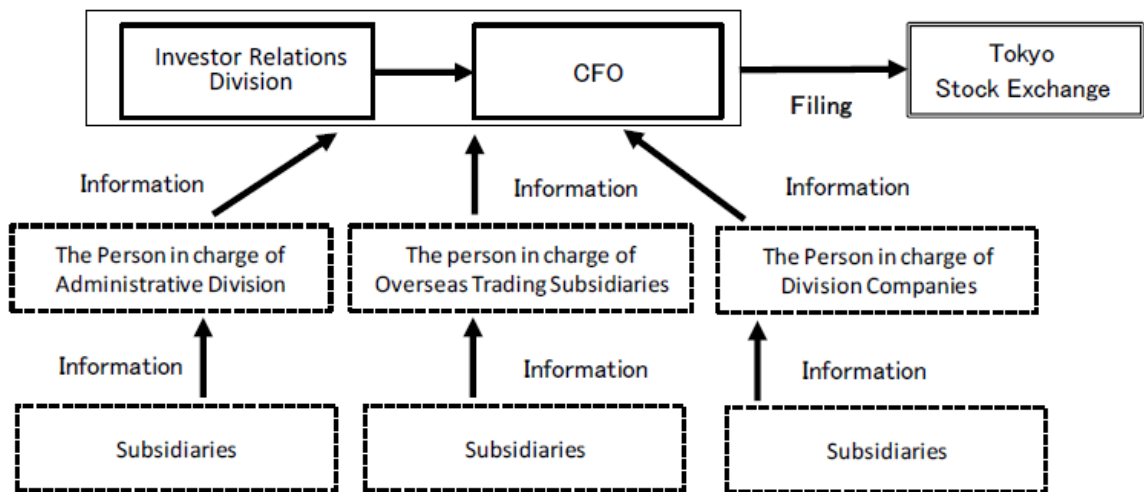 Investor Relations
Division
CFO
Tokyo
Stock Exchange
Filing
Information
Information
Information
The Person in charge of
Administrative Division
The person in charge of
Overseas Trading Subsidiaries
The Person in charge of
Division Companies
Information
Information
Information
Subsidiaries
Subsidiaries
Subsidiaries